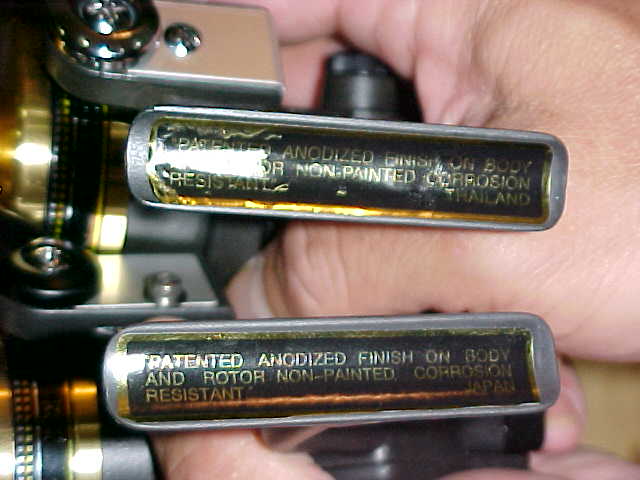 PATENTED ANODIZED FINISH ON BODY
ROTOR NON-PAINTED CORROSION
RESISTANT THAILAND
PATENTED ANODIZED FINISH ON BODY
AND ROTOR NON-PAINTED CORROSION
RESISTANT JAPAN